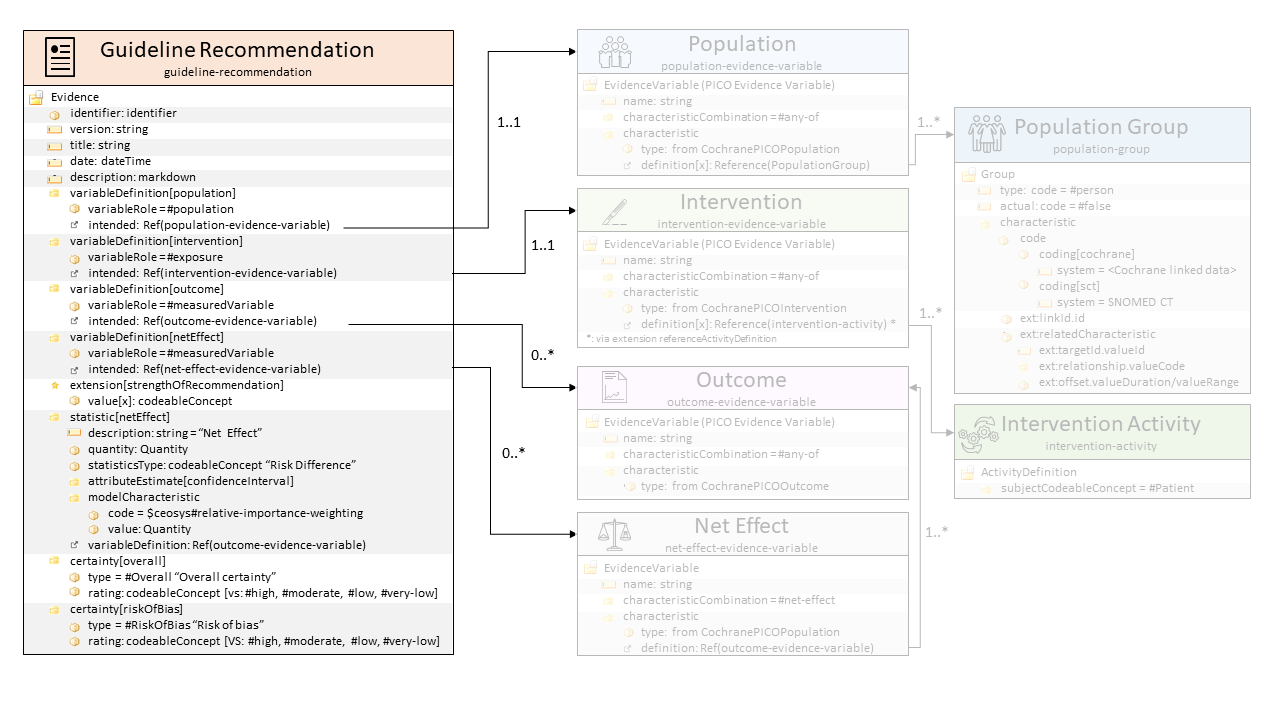 Guideline Recommendation
guideline-recommendation
Evidence
identifier: identifier
version: string
title: string
date: dateTime
description: markdown
variableDefinition[population]
variableRole = #population
intended: Ref(population-evidence-variable)
variableDefinition[intervention]
variableRole = #exposure
intended: Ref(intervention-evidence-variable)
variableDefinition[outcome]
variableRole = #measuredVariable
intended: Ref(outcome-evidence-variable)
variableDefinition[netEffect]
variableRole = #measuredVariable
intended: Ref(net-effect-evidence-variable)
extension[strengthOfRecommendation]
value[x]: codeableConcept
statistic[netEffect]
description: string = “Net Effect”
quantity: Quantity
statisticsType: codeableConcept “Risk Difference”
attributeEstimate[confidenceInterval]
modelCharacteristic
code = $ceosys#relative-importance-weighting
value: Quantity
variableDefinition: Ref(outcome-evidence-variable)
certainty[overall]
type = #Overall “Overall certainty”
rating: codeableConcept [vs: #high, #moderate, #low, #very-low]
certainty[riskOfBias]
type = #RiskOfBias “Risk of bias”
rating: codeableConcept [VS: #high, #moderate, #low, #very-low]
1..1
1..1
0..*
0..*
Population
population-evidence-variable
EvidenceVariable (PICO Evidence Variable)
name: string
characteristicCombination = #any-of
characteristic
type: from CochranePICOPopulation
definition[x]: Reference(PopulationGroup)
Intervention
intervention-evidence-variable
EvidenceVariable (PICO Evidence Variable)
name: string
characteristicCombination = #any-of
characteristic
type: from CochranePICOIntervention
definition[x]: Reference(intervention-activity) *
*: via extension referenceActivityDefinition
Outcome
outcome-evidence-variable
EvidenceVariable (PICO Evidence Variable)
name: string
characteristicCombination = #any-of
characteristic
type: from CochranePICOOutcome
Net Effect
net-effect-evidence-variable
EvidenceVariable
name: string
characteristicCombination = #net-effect
characteristic
type: from CochranePICOPopulation
definition: Ref(outcome-evidence-variable)
1..*
1..*
1..*
Population Group
population-group
Group
type: code = #person
actual: code = #false
characteristic
code
coding[cochrane]
system = <Cochrane linked data>
coding[sct]
system = SNOMED CT
ext:linkId.id
ext:relatedCharacteristic
ext:targetId.valueId
ext:relationship.valueCode
ext:offset.valueDuration/valueRange
Intervention Activity
intervention-activity
ActivityDefinition
subjectCodeableConcept = #Patient